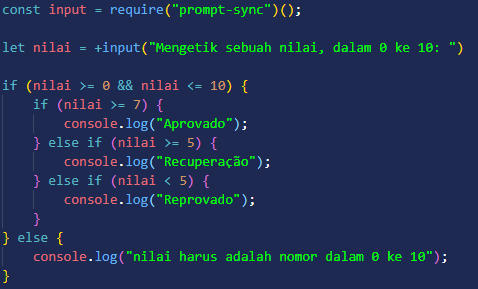 const input = require("prompt-sync")();
let nilai = +input("Mengetik sebuah nilai, dalam 0 ke 10: ")
if (nilai >= 0 && nilai <= 10) {
if (nilai >= 7) {
console.log("Aprovado");
} else if (nilai >= 5) {
console.log("Recuperação");
} else if (nilai < 5) {
console.log("Reprovado");
}
} else {
console.log("nilai harus adalah nomor dalam 0 ke 10");
}